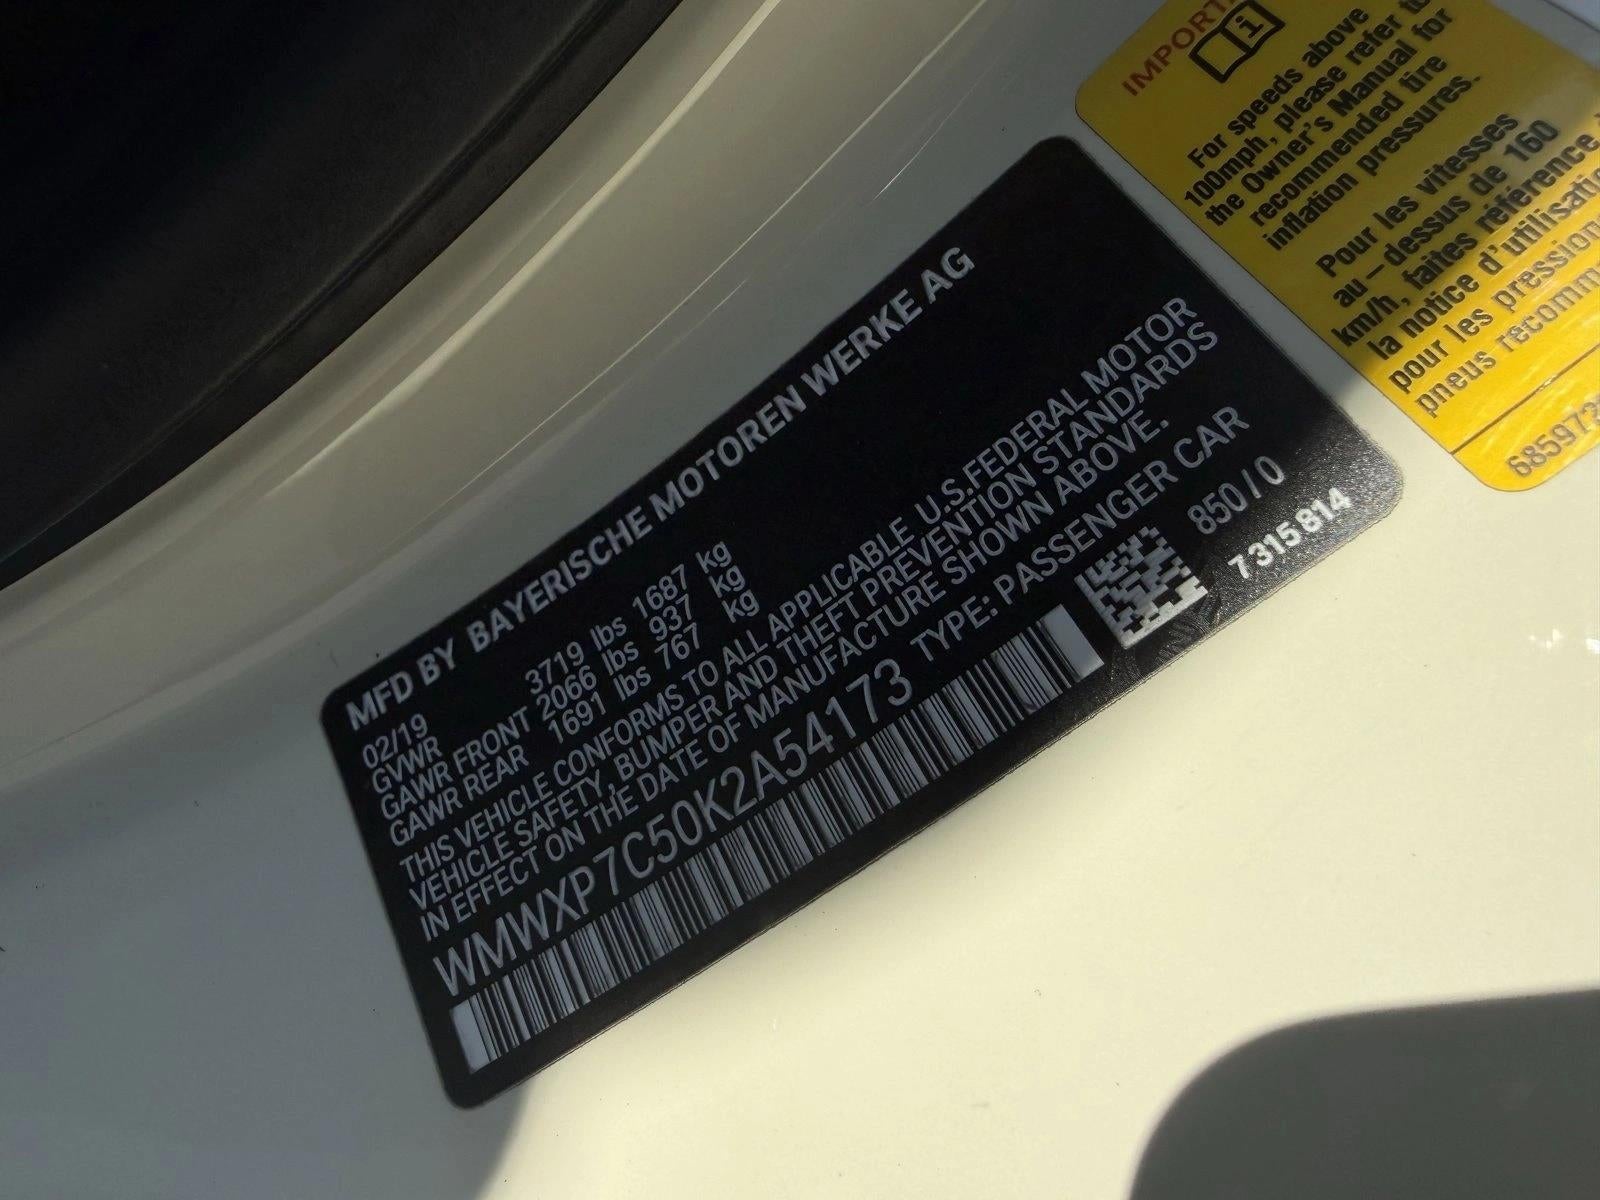 MFD BY BAYERISCHE MOTOREN WERKE AG
02/19
GVWR 3719 lbs 1687 kg
GAWR FRONT 2066 lbs 937 kg
GAWR REAR 1691 lbs 767 kg
THIS VEHICLE CONFORMS TO ALL APPLICABLE U.S.FEDERAL MOTOR
VEHICLE SAFETY, BUMPER AND THEFT PREVENTION STANDARDS
IN EFFECT ON THE DATE OF MANUFACTURE SHOWN ABOVE.
WMWXP7C50K2A54173 TYPE: PASSENGER CAR
850 / 0
7 315 814
For speeds above
100mph, please refer to
the Owner's Manual for
recommended tire
inflation pressures.
Pour les vitesses
au - dessus de 160
km/h, faites référence
la notice d'utilisation
pour les pression
pneus recomm